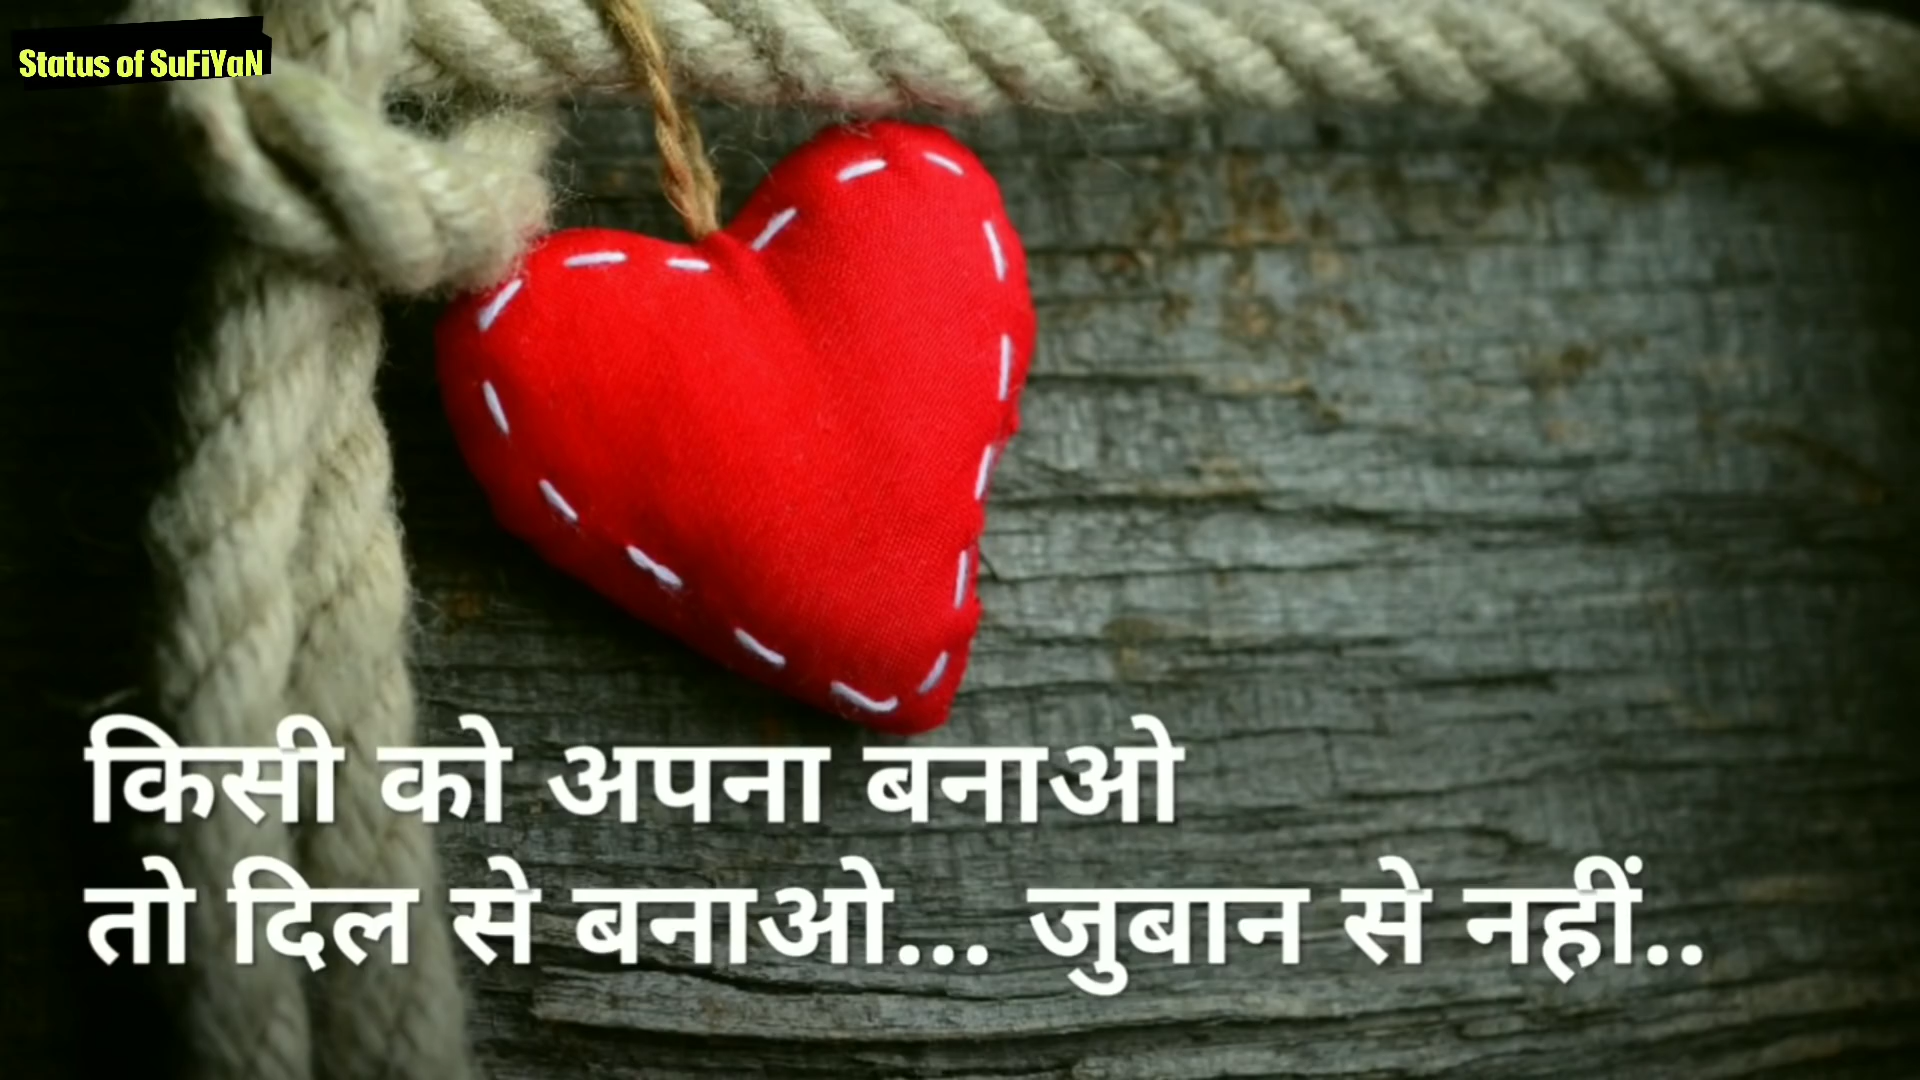 Status of SuFiYaN
किसी को अपना बनाओ
तो दिल से बनाओ... जुबान से नहीं..